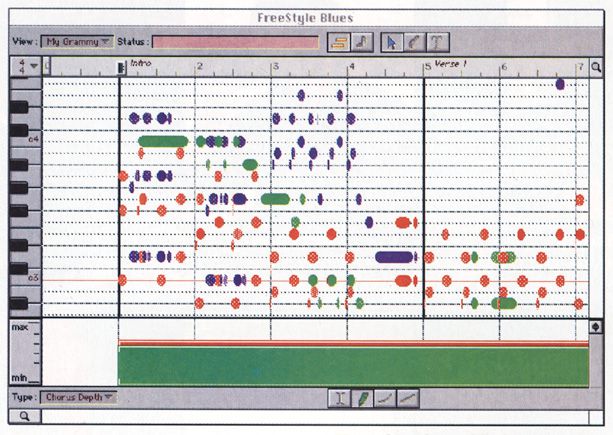 FreeStyle Blues
View: My Grammy Status:
T
4 Intro 2 3 4 5 Verse 1 6 7
4
c4
c3
max
min
Type: Chorus Depth